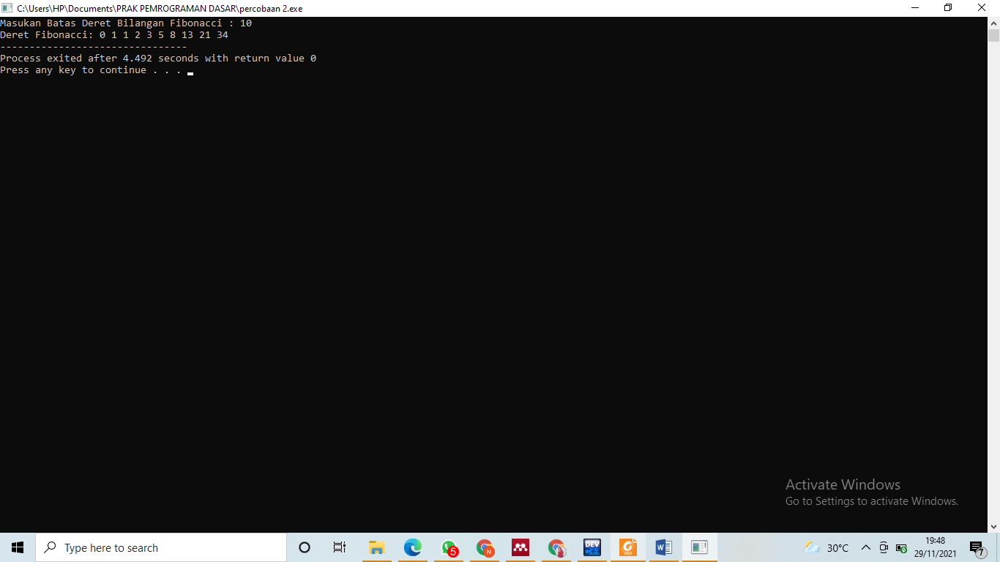 C:\Users\HP\Documents\PRAK PEMROGRAMAN DASAR\percobaan 2.exe
Masukan Batas Deret Bilangan Fibonacci : 10
Deret Fibonacci: 0 1 1 2 3 5 8 13 21 34
--------------------------------
Process exited after 4.492 seconds with return value 0
Press any key to continue . . .
Activate Windows
Go to Settings to activate Windows.
Type here to search
5
N
DEV
C++
PDF
30°C
19:48
29/11/2021
7